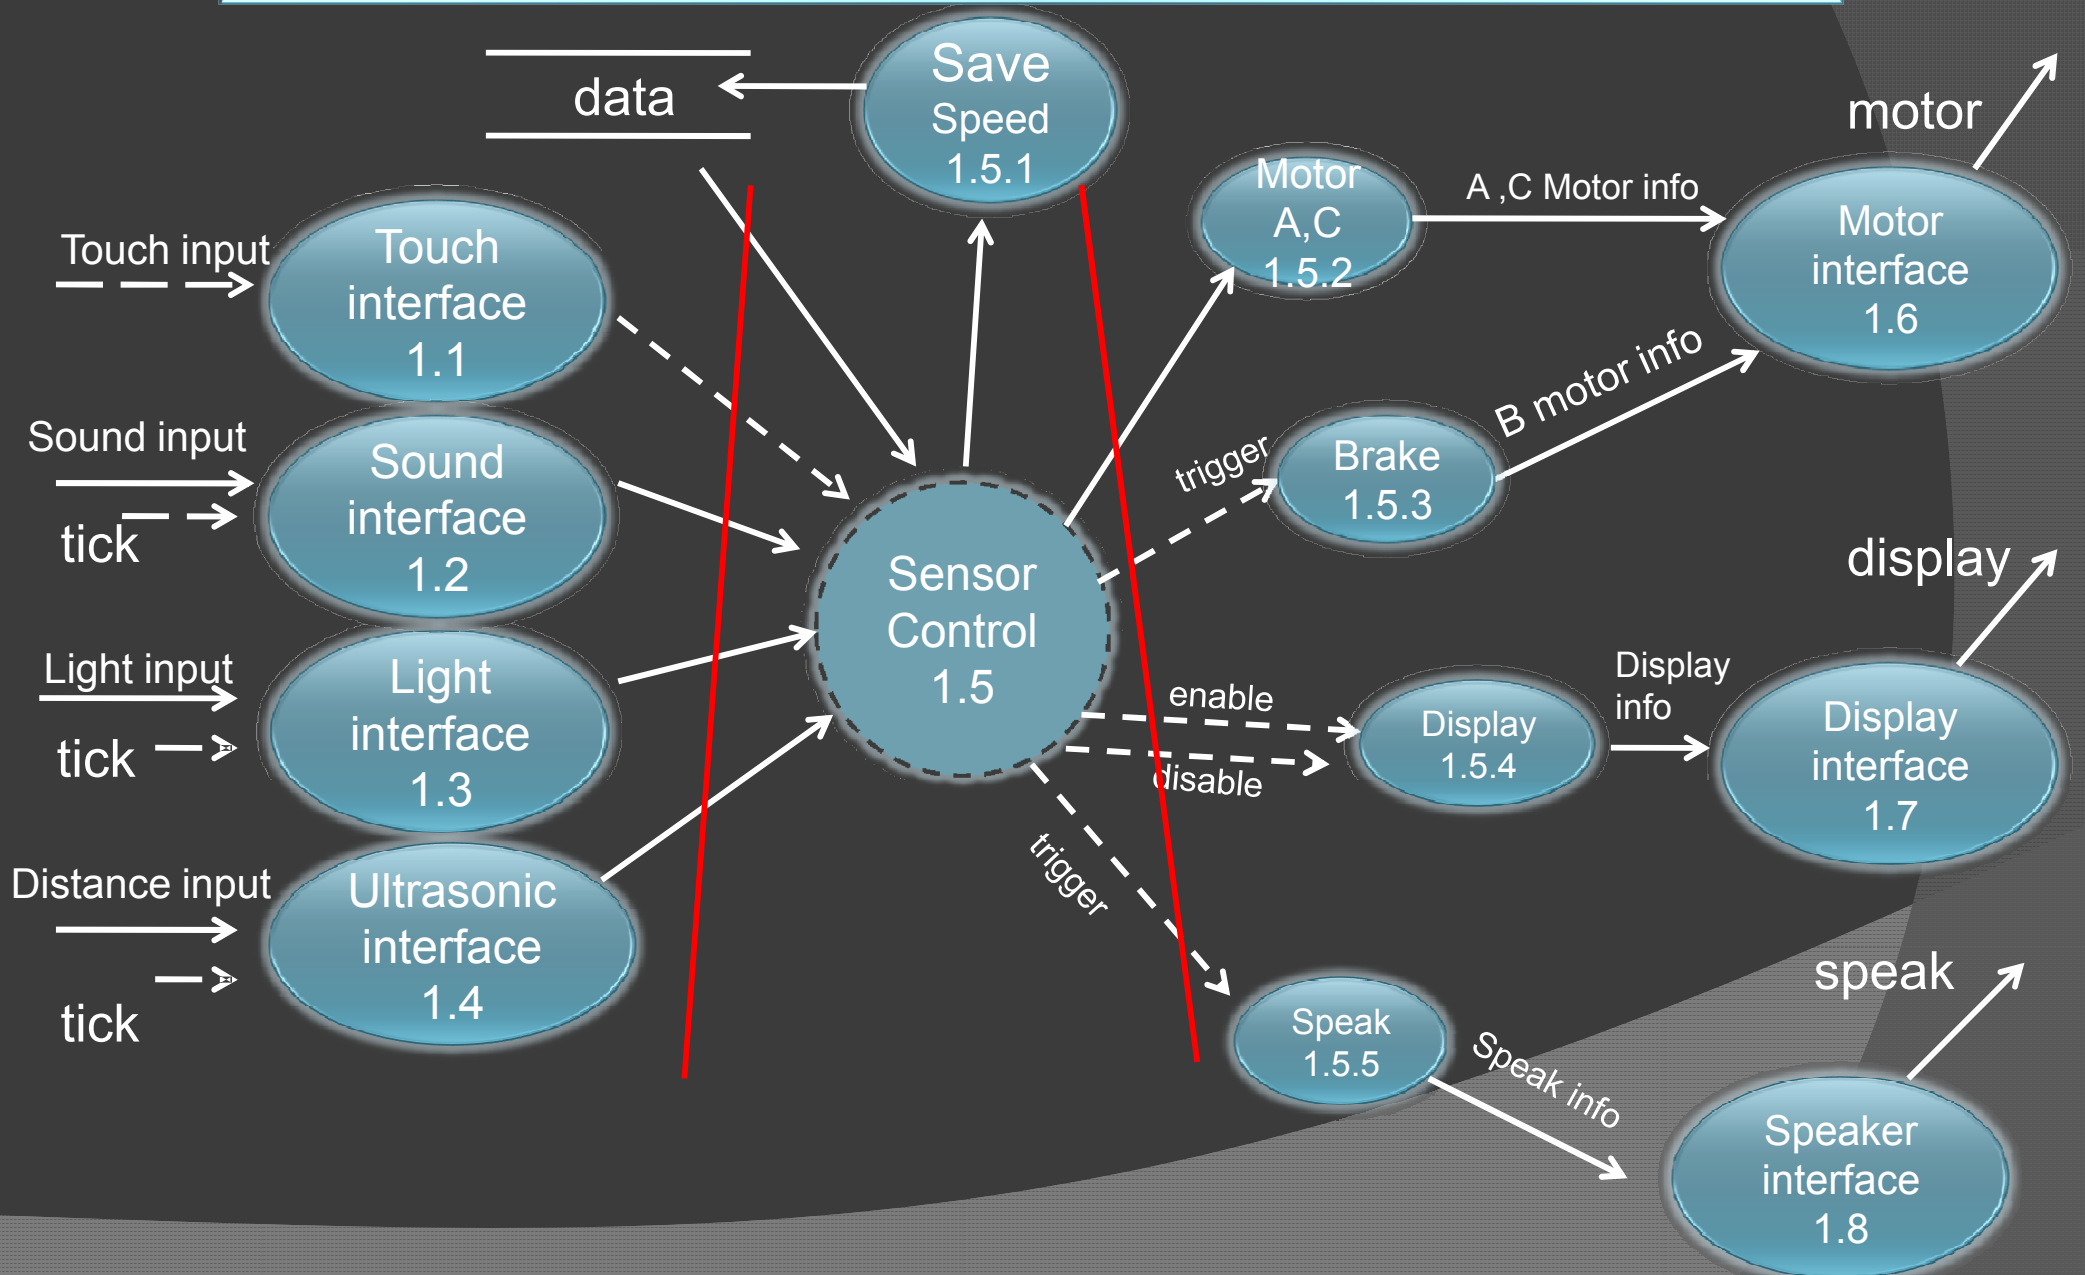 data
Save
Speed
1.5.1
Motor
A,C
1.5.2
A ,C Motor info
motor
Motor
interface
1.6
Touch input
Touch
interface
1.1
Sound input
tick
Sound
interface
1.2
Light input
tick
Light
interface
1.3
Distance input
tick
Ultrasonic
interface
1.4
Sensor
Control
1.5
trigger
Brake
1.5.3
B motor info
enable
disable
Display
1.5.4
Display
info
display
Display
interface
1.7
trigger
Speak
1.5.5
Speak info
speak
Speaker
interface
1.8